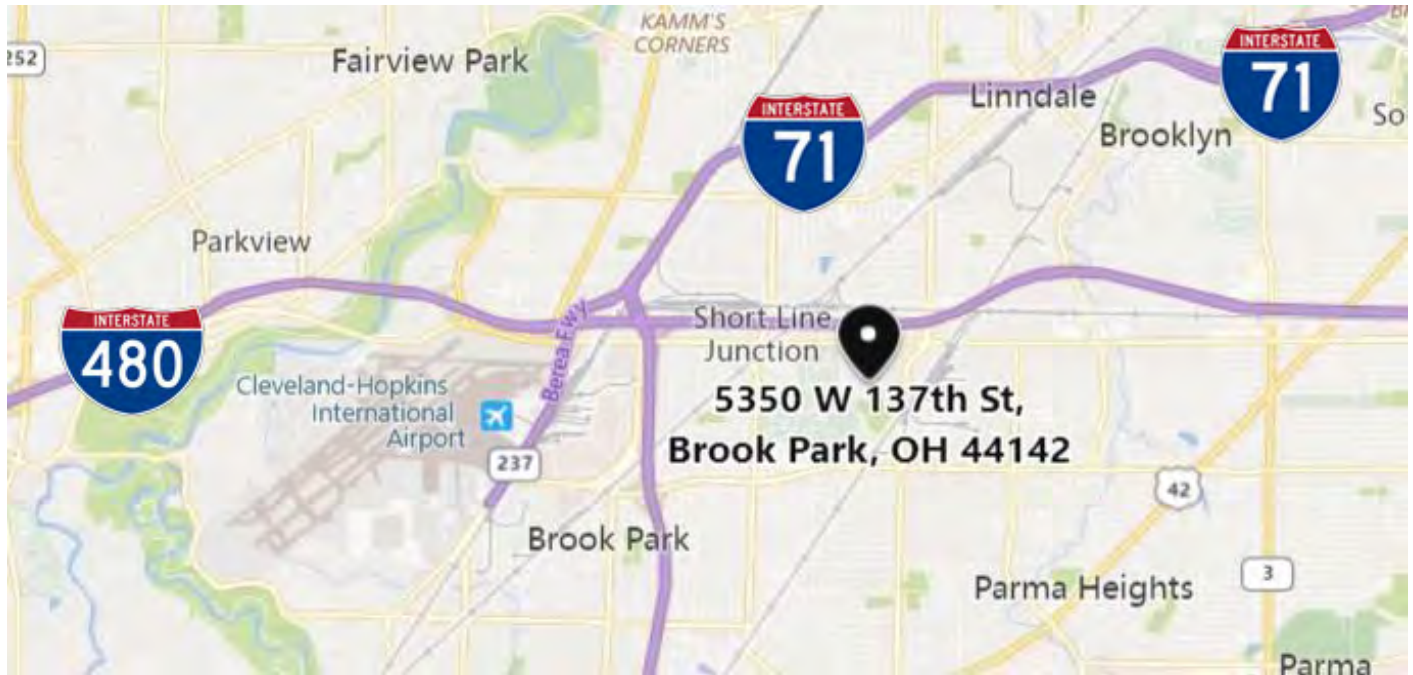 KAMM'S
CORNERS
252
Fairview Park
INTERSTATE
71
Linndale
INTERSTATE
71
Brooklyn
Parkview
INTERSTATE
480
Berea Fwy
Short Line
Junction
Cleveland-Hopkins
International
Airport
237
5350 W 137th St,
Brook Park, OH 44142
42
Brook Park
Parma Heights
3
Parma